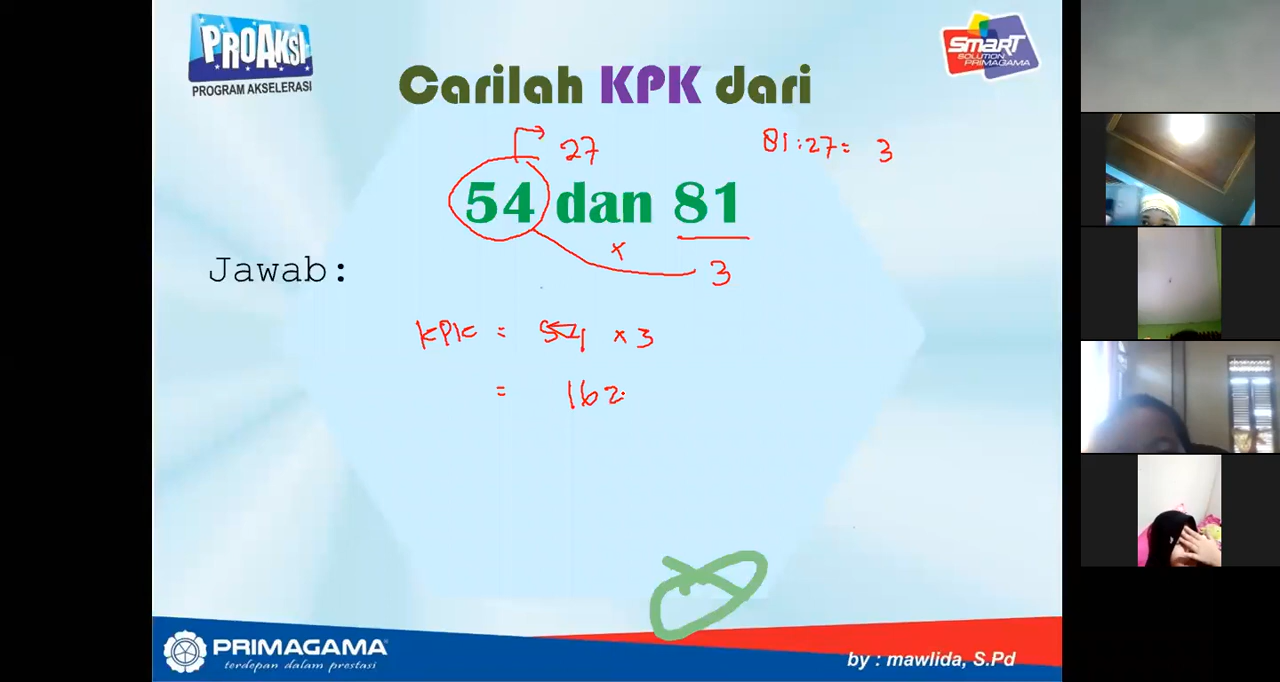 PROAKSI
PROGRAM AKSELERASI
SMART
SOLUTION
PRIMAGAMA
Carilah KPK dari
27
81:27= 3
54 dan 81
x
3
Jawab:
KPK = 54 x 3
= 162
PRIMAGAMA
terdepan dalam prestasi
by : mawlida, S.Pd